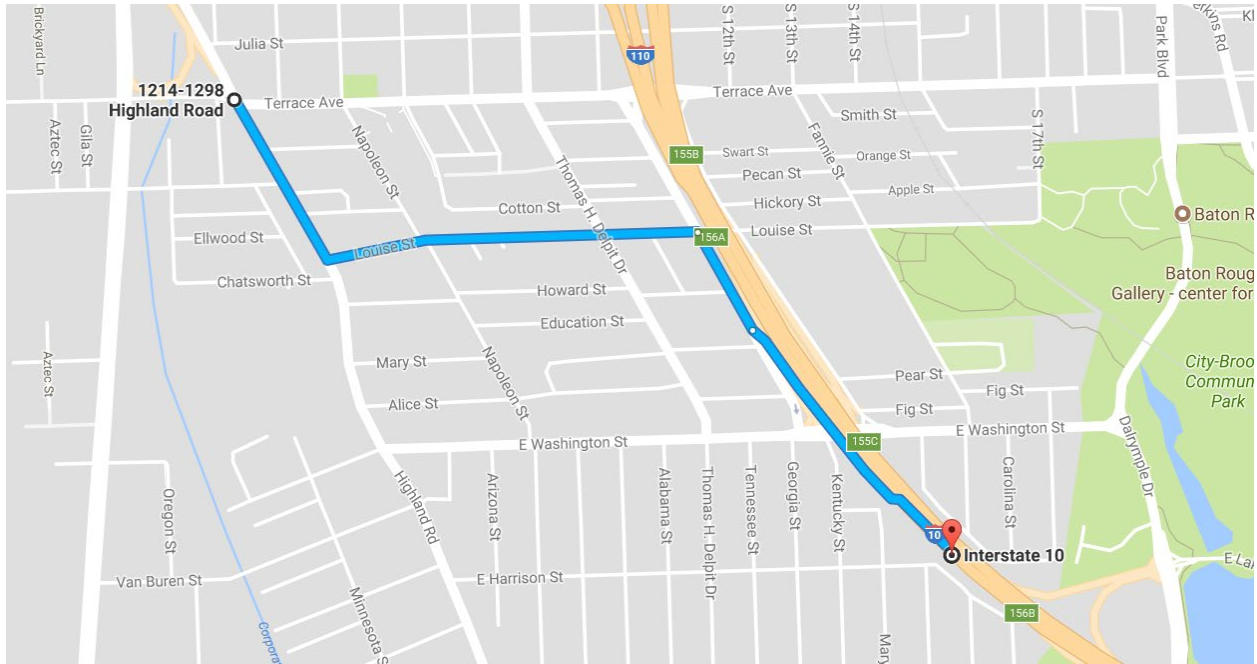 Brickyard Ln
Julia St
110
S 12th St
S 13th St
S 14th St
Park Blvd
1214-1298
Highland Road
Terrace Ave
Terrace Ave
Aztec St
Gila St
Napoleon St
Smith St
S 17th St
155B
Swart St
Orange St
Fannie St
Pecan St
Thomas H. Delpit Dr
Apple St
Cotton St
Hickory St
Baton R
Ellwood St
Louise St
156A
Louise St
Chatsworth St
Baton Roug
Gallery - center for
Howard St
Education St
Aztec St
Mary St
Napoleon St
Pear St
City-Broo
Commun
Park
Fig St
Alice St
Fig St
E Washington St
155C
E Washington St
Dalrymple Dr
Oregon St
Highland Rd
Arizona St
Alabama St
Thomas H. Delpit Dr
Tennessee St
Georgia St
Kentucky St
Carolina St
10
Interstate 10
Van Buren St
E Harrison St
E La
156B
Minnesota S
Corpora
Mary